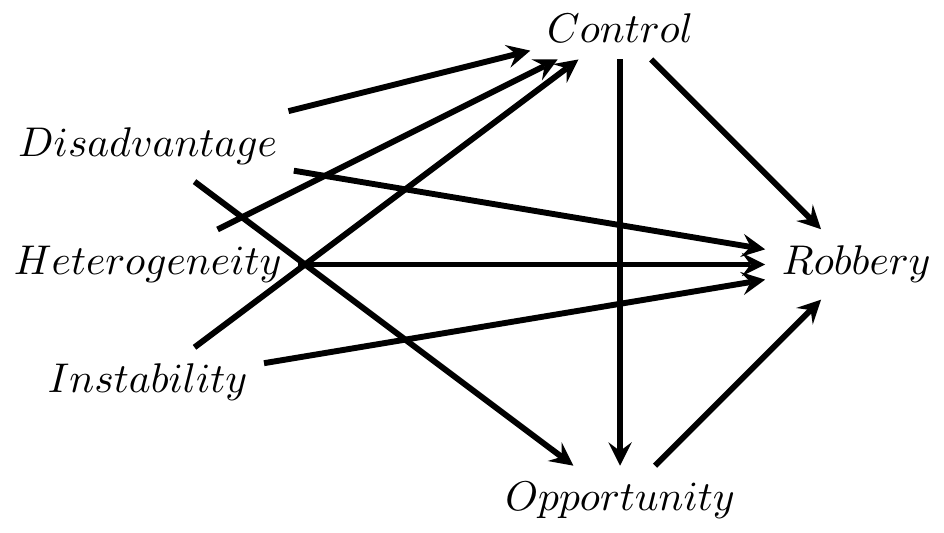 Control
Disadvantage
Heterogeneity
Robbery
Instability
Opportunity